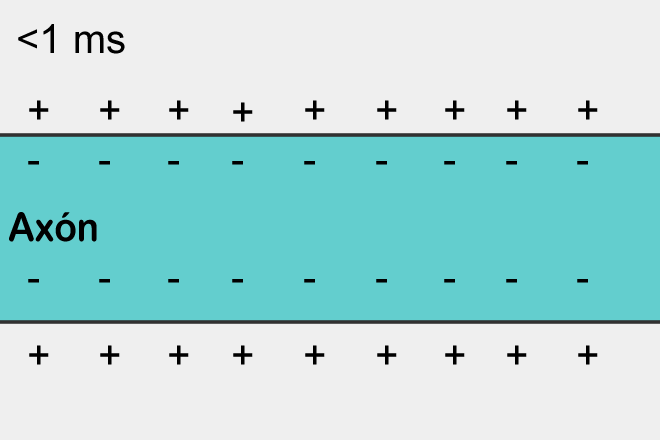 <1 ms
+ + + + + + + + +
- - - - - - - - -
Axón
- - - - - - - - -
+ + + + + + + + +